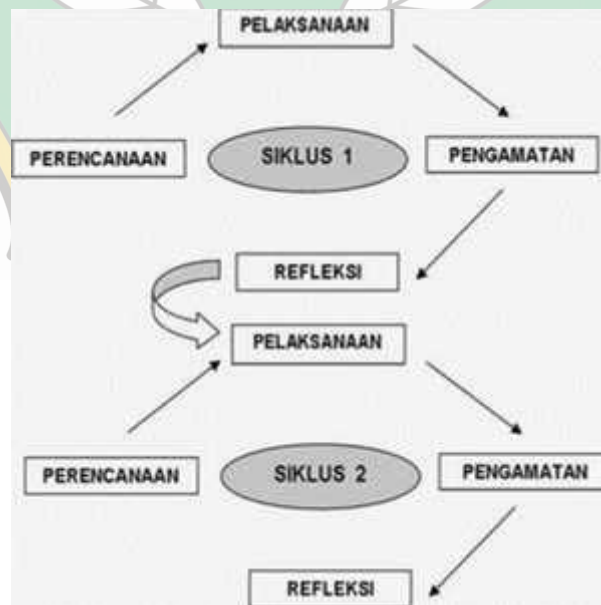 PELAKSANAAN
PERENCANAAN
SIKLUS 1
PENGAMATAN
REFLEKSI
PELAKSANAAN
PERENCANAAN
SIKLUS 2
PENGAMATAN
REFLEKSI